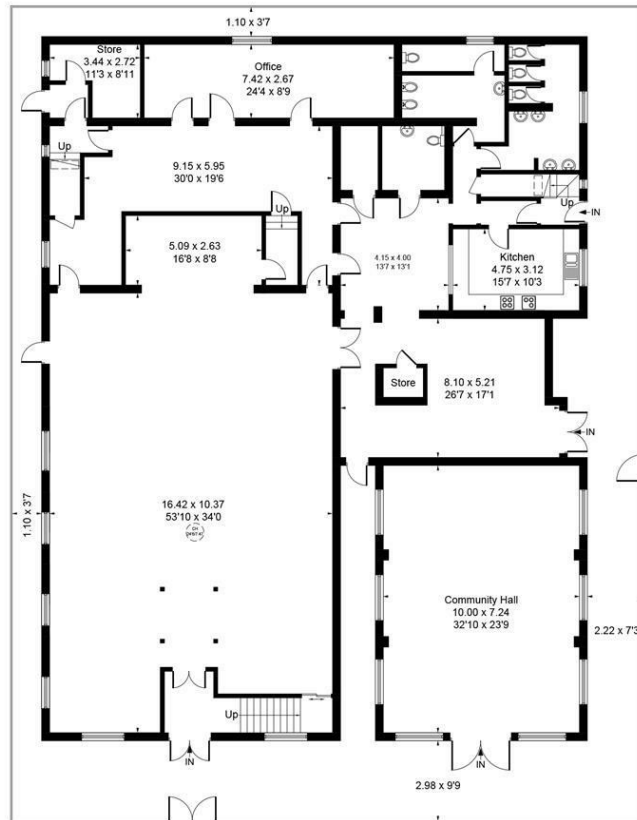 1.10 x 3'7
Store
3.44 x 2.72
11'3 x 8'11
Office
7.42 x 2.67
24'4 x 8'9
Up
9.15 x 5.95
30'0 x 19'6
Up
Up
IN
5.09 x 2.63
16'8 x 8'8
4.15 x 4.00
13'7 x 13'1
Kitchen
4.75 x 3.12
15'7 x 10'3
Store
8.10 x 5.21
26'7 x 17'1
IN
1.10 x 3'7
16.42 x 10.37
53'10 x 34'0
Community Hall
10.00 x 7.24
32'10 x 23'9
2.22 x 7'3
Up
IN
IN
2.98 x 9'9